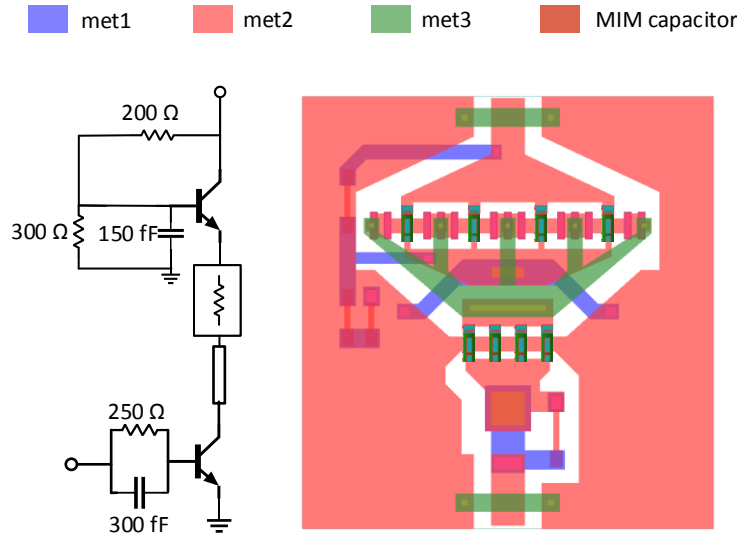 met1 met2 met3 MIM capacitor
200 Ω
300 Ω 150 fF
250 Ω
300 fF